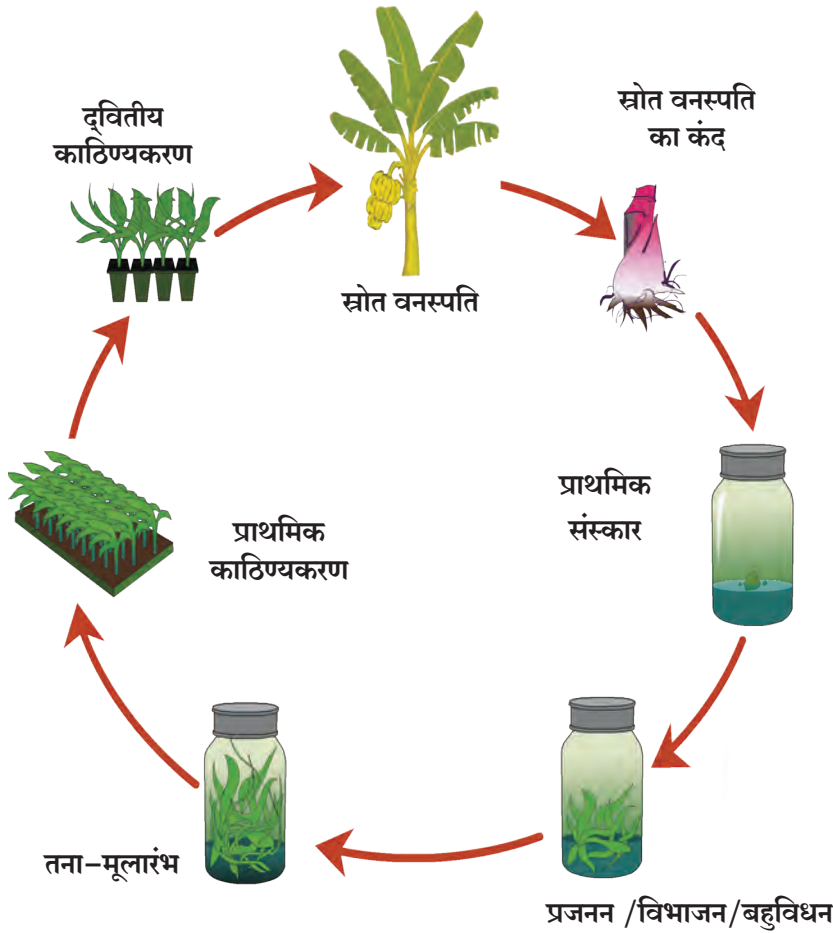 स्रोत वनस्पति
स्रोत वनस्पति
का कंद
प्राथमिक
संस्कार
प्रजनन /विभाजन/बहुविधन
तना-मूलारंभ
प्राथमिक
काठिण्यकरण
द्‌वितीय
काठिण्यकरण